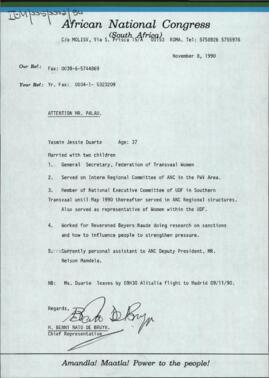 African National Congress
(South Africa)
C/o MOLISV, Via S. Prisca 15/A 00153 ROMA. Tel: 5750826 5755976
November 8, 1990
Our Ref: Fax: 0039-6-5744869
Your Ref: Yr. Fax: 0034-1- 5323209
ATTENTION MR. PALAU.
Yasmin Jessie Duarte Age: 37
Married with two children
1. General Secretary, Federation of Transvaal Women
2. Served on Interm Regional Committee of ANC in the PWV Area.
3. Member of National Executive Committee of UDF in Southern
Transvaal until May 1990 thereafter served in ANC Regional structures.
Also served as representative of Women within the UDF.
4. Worked for Reverened Beyers Naude doing research on sanctions
and how to influence people to strengthen pressure.
5. Currently personal assistant to ANC Deputy President, MR.
Nelson Mandela.
NB: Ms. Duarte leaves by 09H30 Alitalia flight to Madrid 09/11/90.
Regards,
Benny Nato De Bruyn
H. BENNY NATO DE BRUYN.
Chief Representative
Amandla! Maatla! Power to the people!